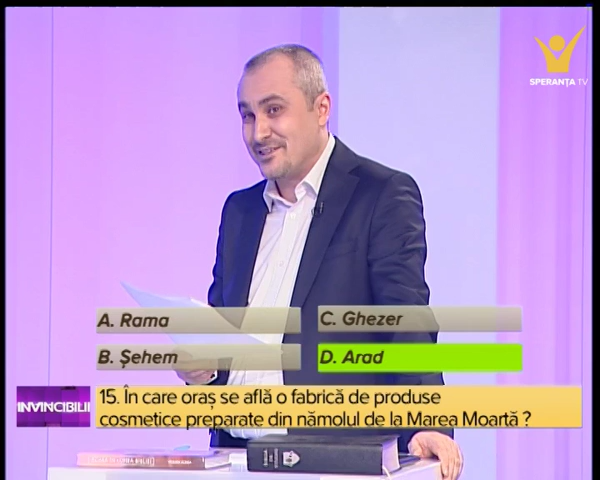 SPERANȚA TV
A. Rama
C. Ghezer
B. Șehem
D. Arad
INVINCIBILII
15. În care oraș se află o fabrică de produse
cosmetice preparate din nămolul de la Marea Moartă ?